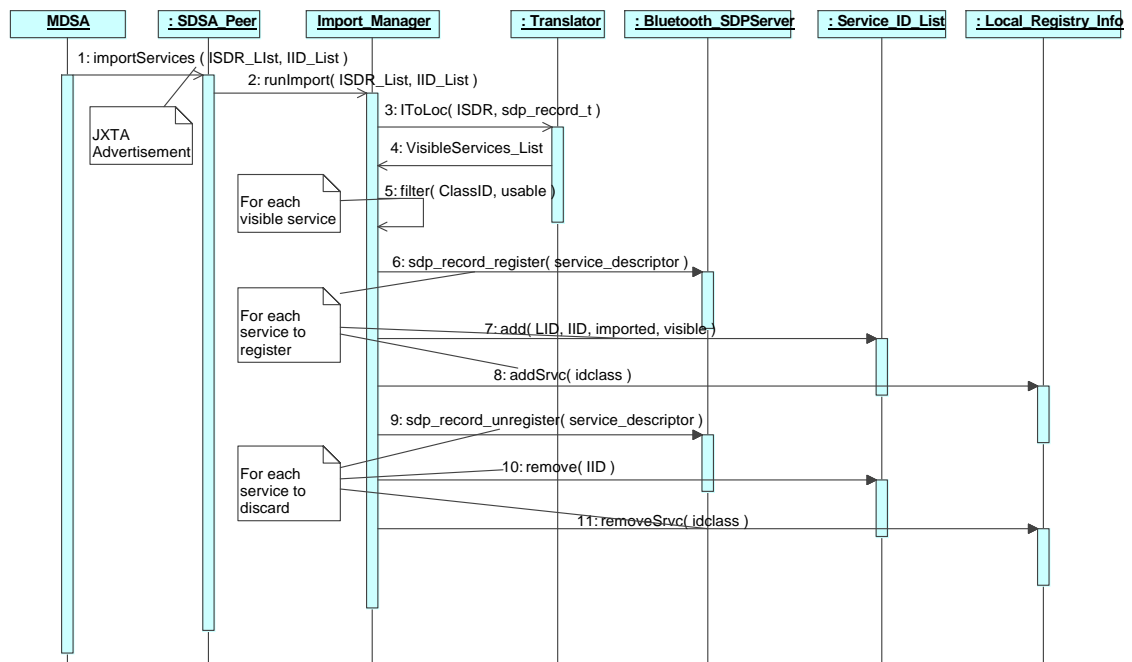 MDSA
: SDSA_Peer
Import_Manager
: Translator
: Bluetooth_SDPServer
: Service_ID_List
: Local_Registry_Info
1: importServices ( ISDR_LIst, IID_List )
2: runImport( ISDR_List, IID_List )
JXTA
Advertisement
3: IToLoc( ISDR, sdp_record_t )
4: VisibleServices_List
5: filter( ClassID, usable )
For each
visible service
6: sdp_record_register( service_descriptor )
For each
service to
register
7: add( LID, IID, imported, visible )
8: addSrvc( idclass )
9: sdp_record_unregister( service_descriptor )
For each
service to
discard
10: remove( IID )
11: removeSrvc( idclass )